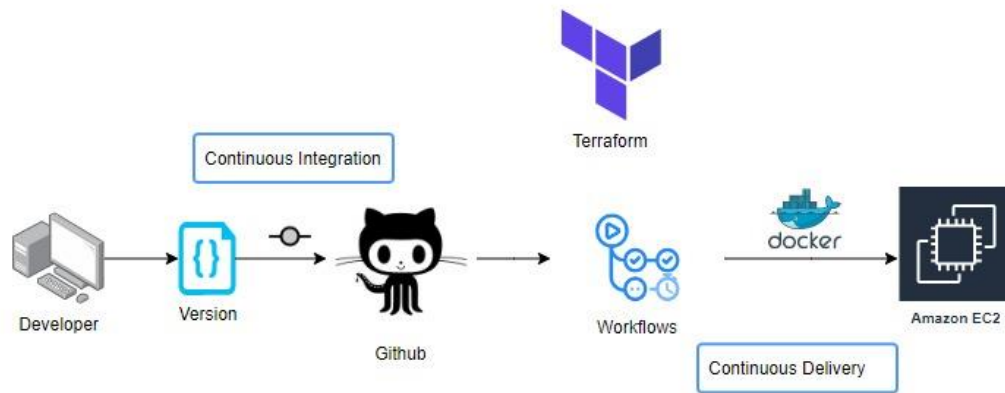 Terraform
Continuous Integration
docker
Developer
Version
Github
Workflows
Amazon EC2
Continuous Delivery